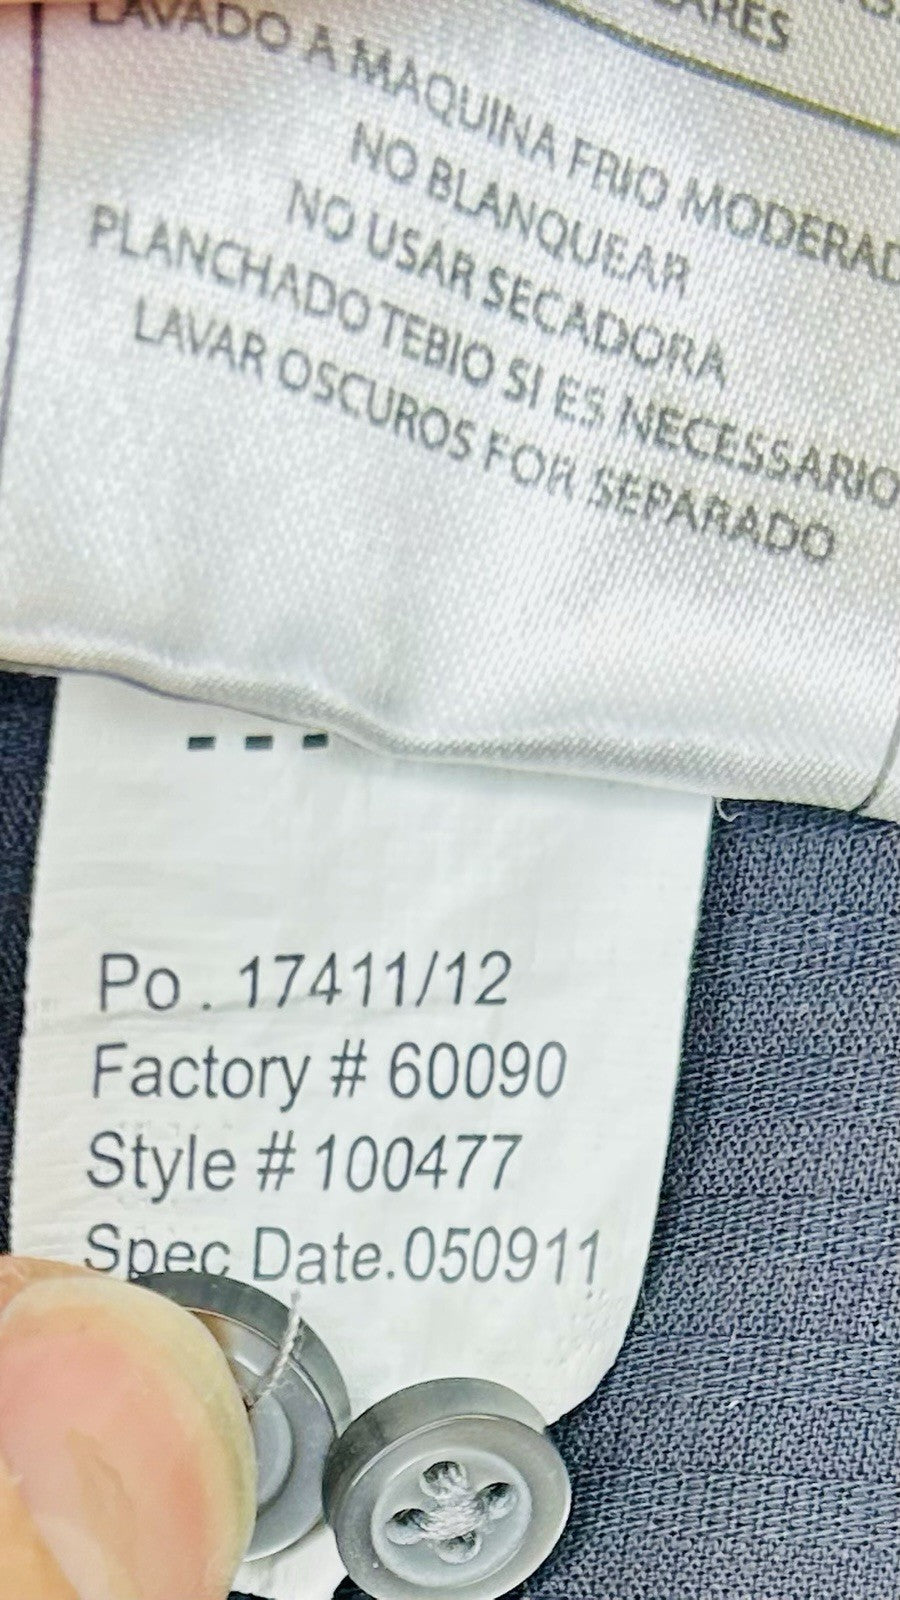 LARES
LAVADO A MAQUINA FRIO MODERAD
NO BLANQUEAR
NO USAR SECADORA
PLANCHADO TEBIO SI ES NECESSARIO
LAVAR OSCUROS FOR SEPARADO
- - -
Po . 17411/12
Factory # 60090
Style # 100477
Spec Date.050911